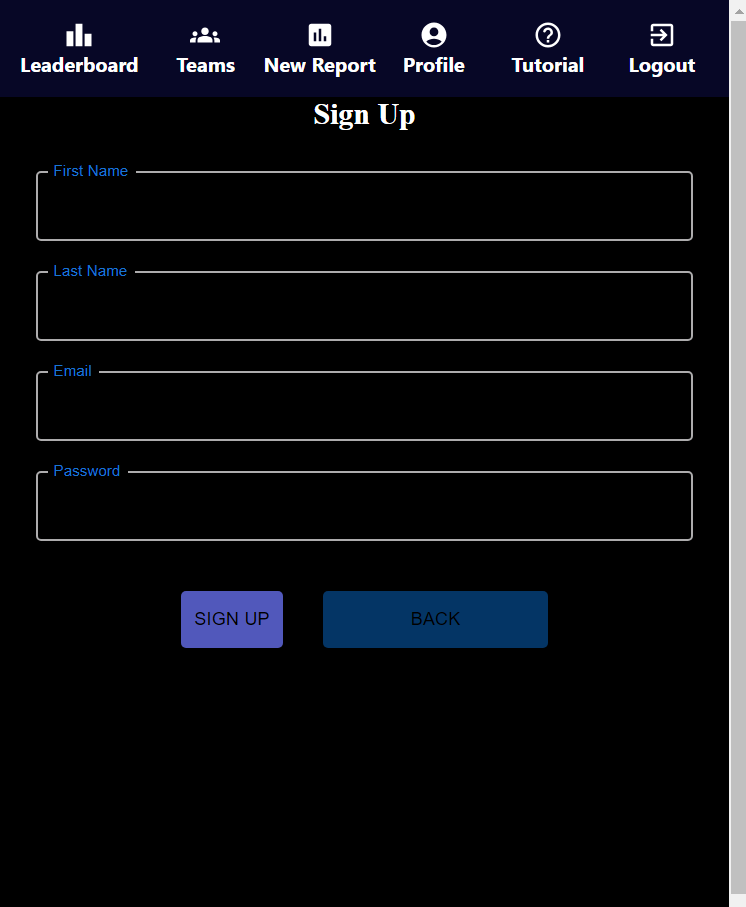 Leaderboard Teams New Report Profile Tutorial Logout
Sign Up
First Name
Last Name
Email
Password
SIGN UP BACK